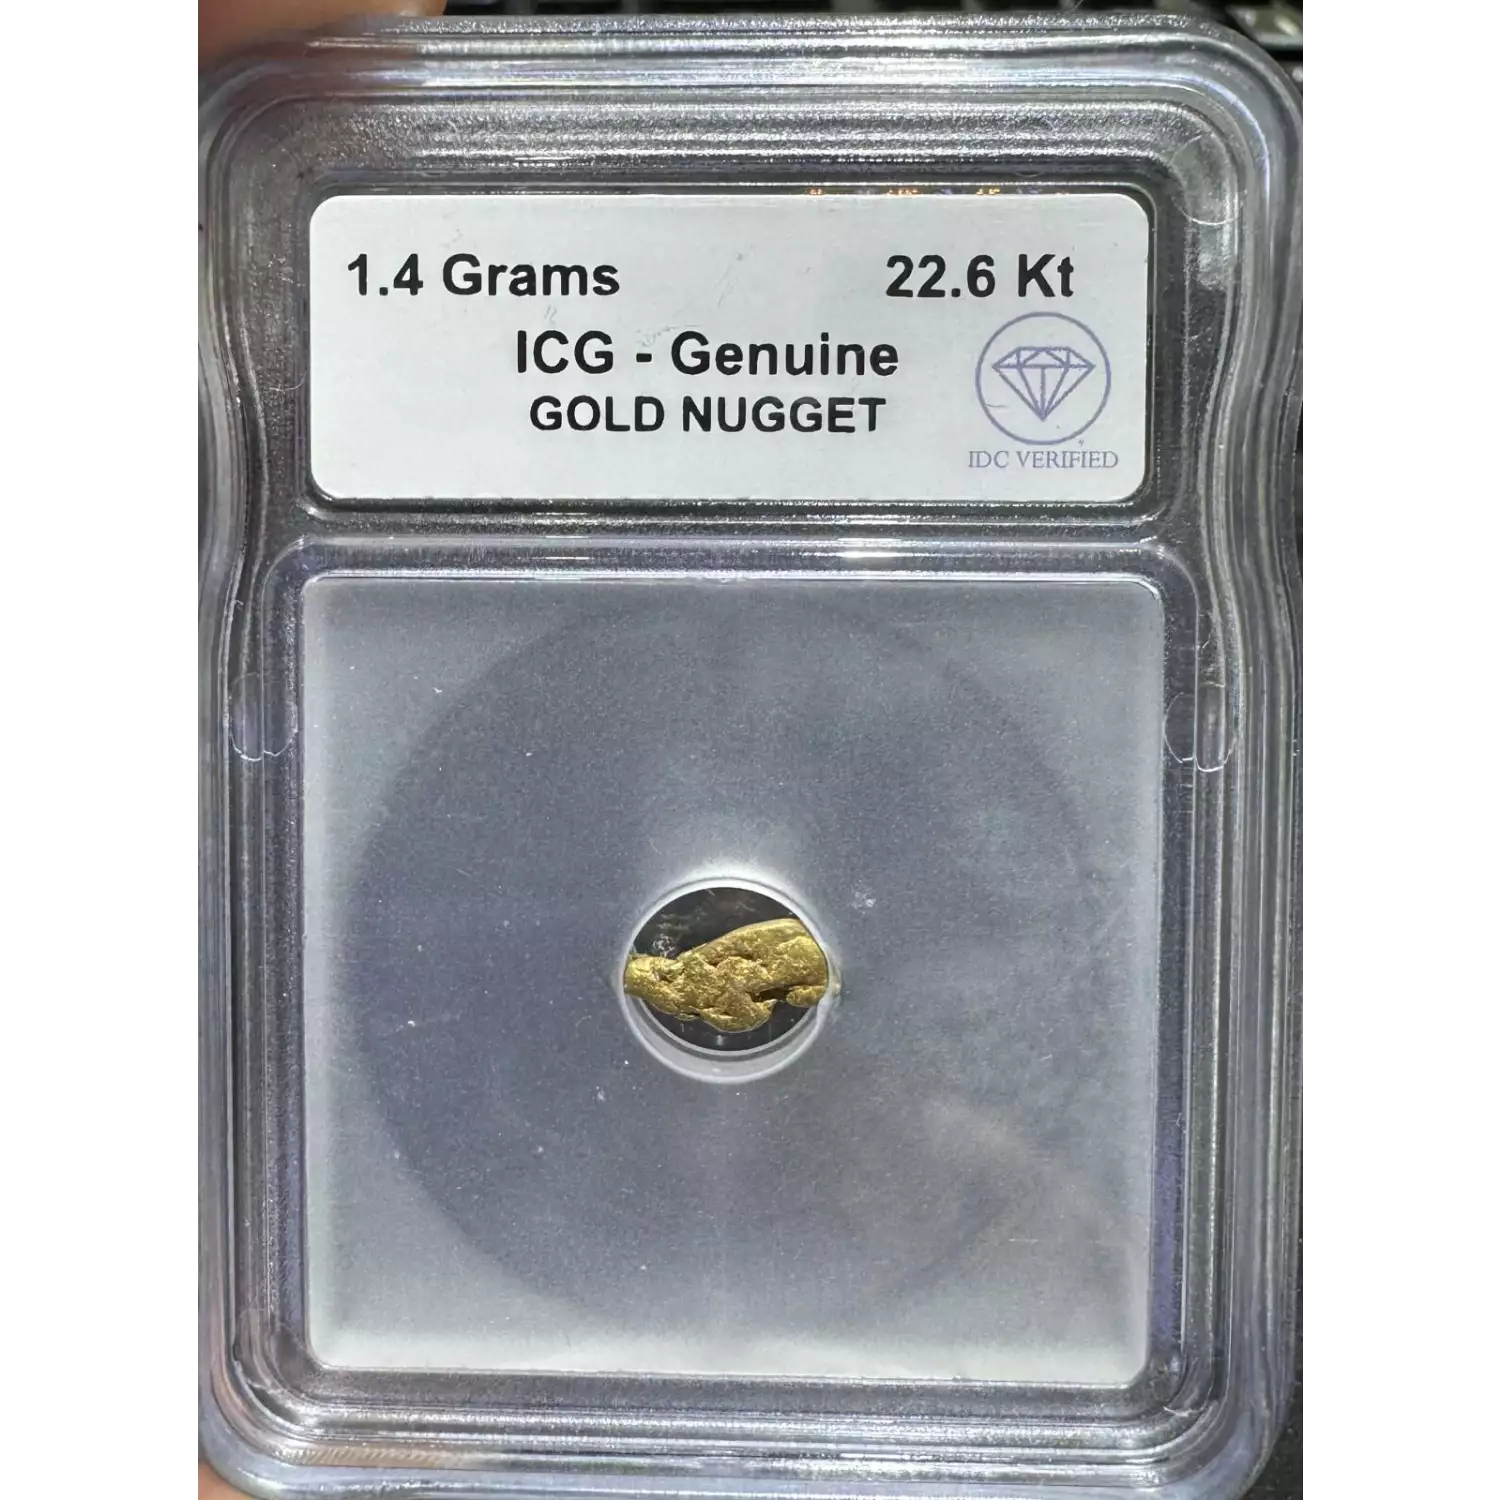 1.4 Grams 22.6 Kt
ICG - Genuine
GOLD NUGGET
IDC VERIFIED